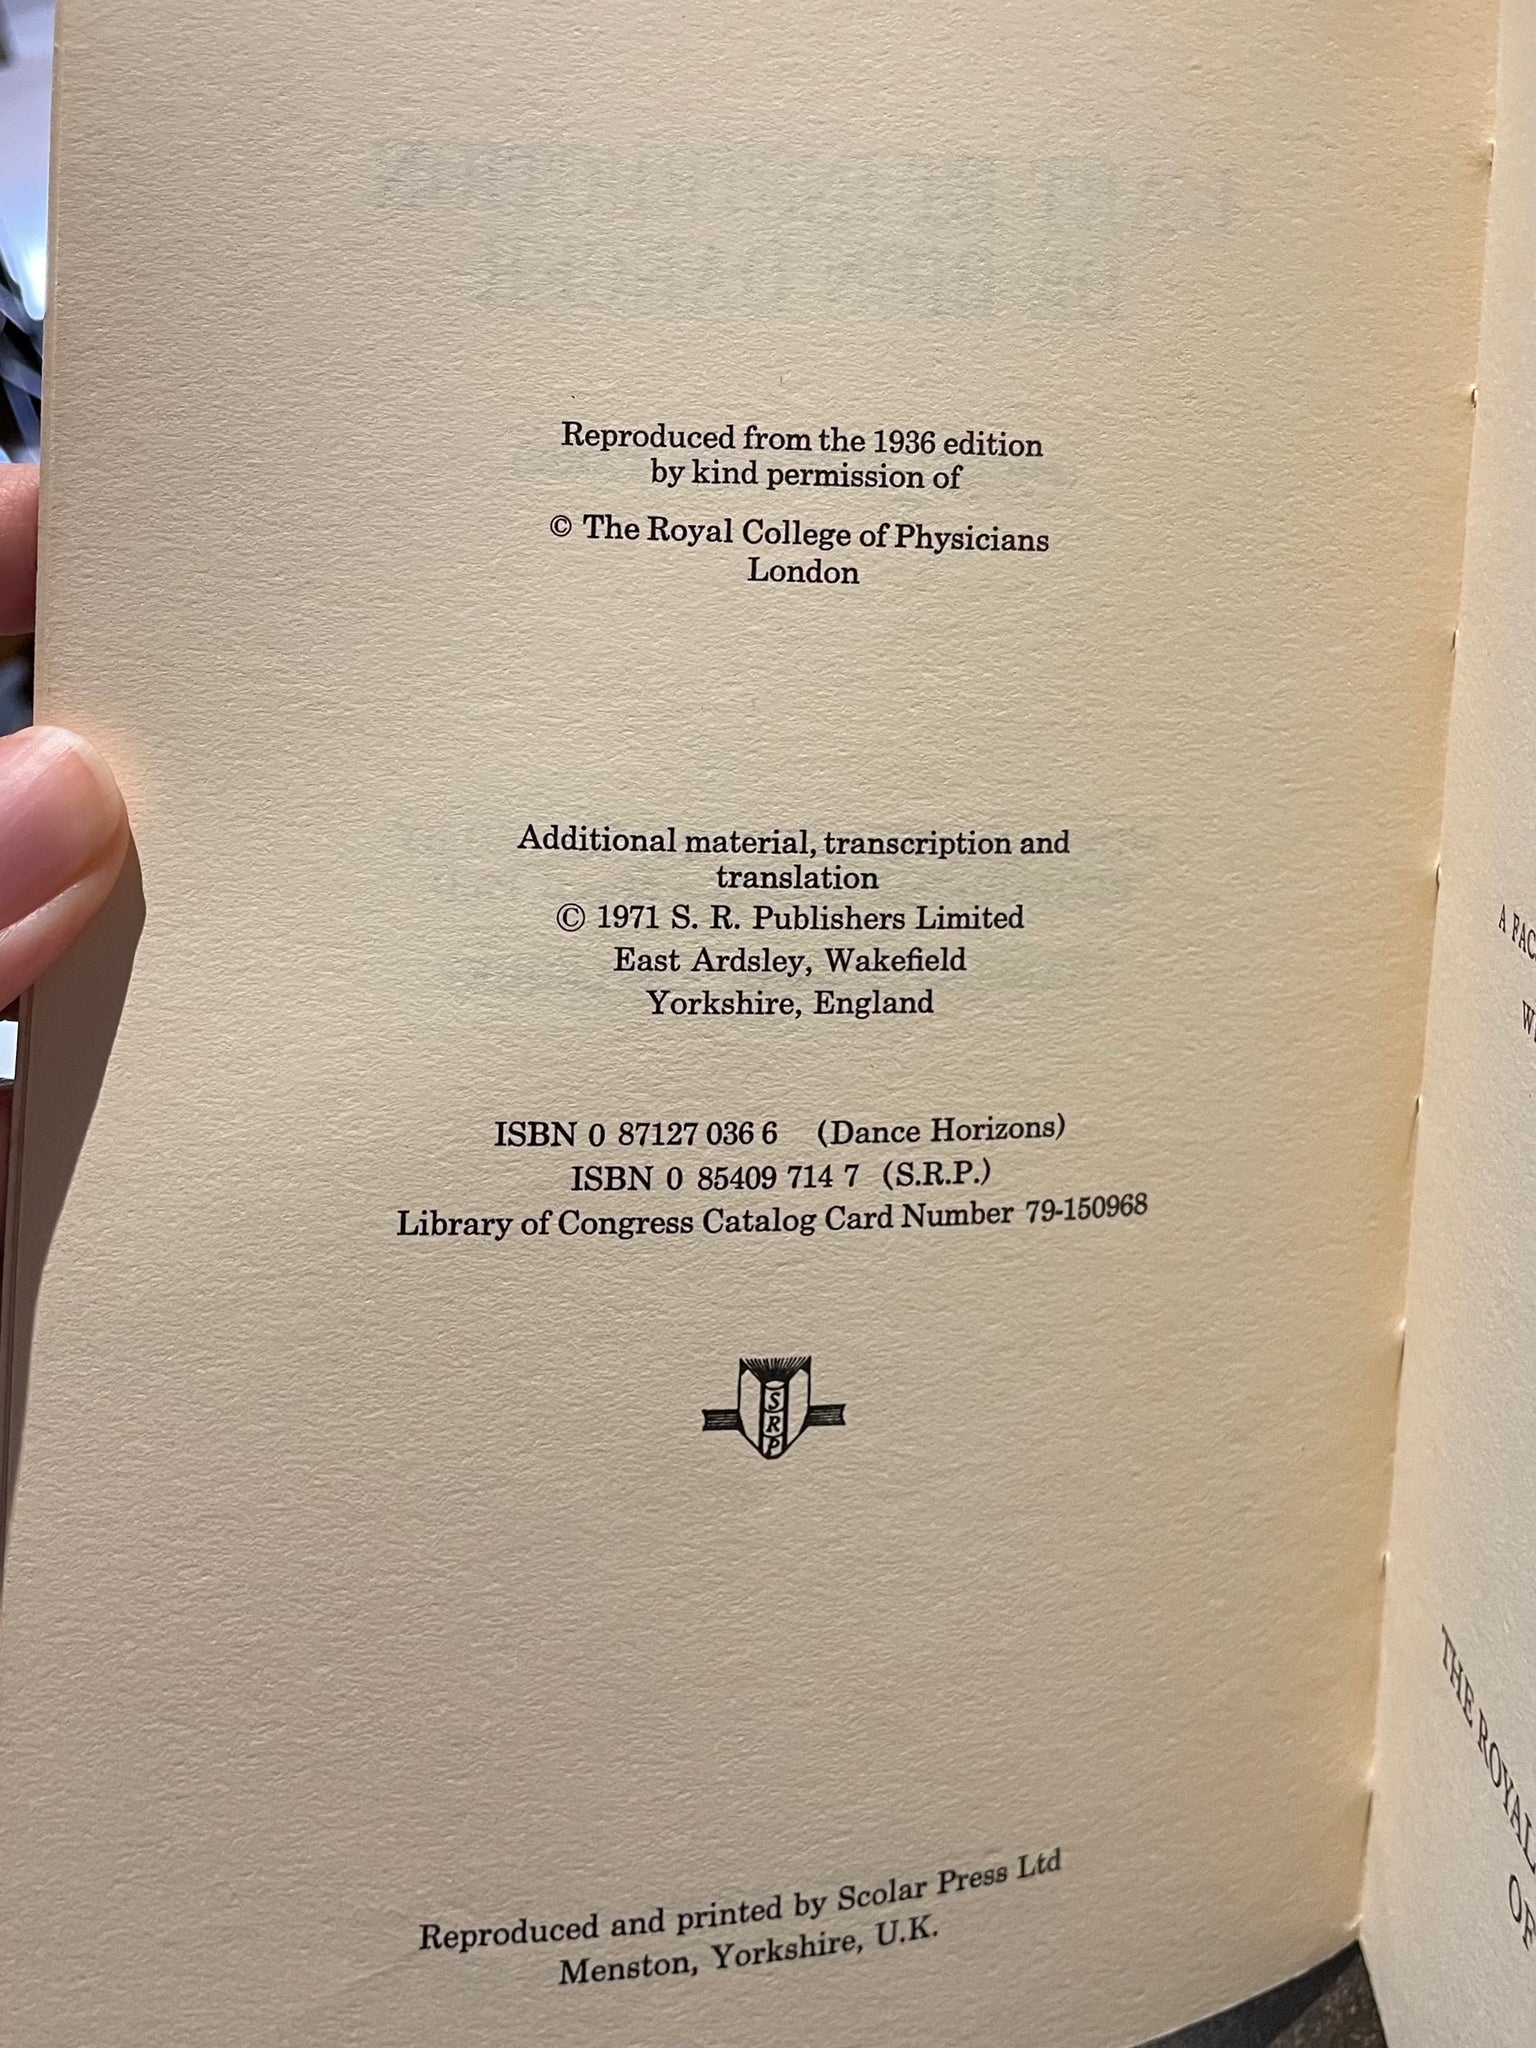 Reproduced from the 1936 edition
by kind permission of
© The Royal College of Physicians
London
Additional material, transcription and
translation
© 1971 S. R. Publishers Limited
East Ardsley, Wakefield
Yorkshire, England
ISBN 0 87127 036 6 (Dance Horizons)
ISBN 0 85409 714 7 (S.R.P.)
Library of Congress Catalog Card Number 79-150968
SRP
Reproduced and printed by Scolar Press Ltd
Menston, Yorkshire, U.K.
A
THE ROYAL
OF